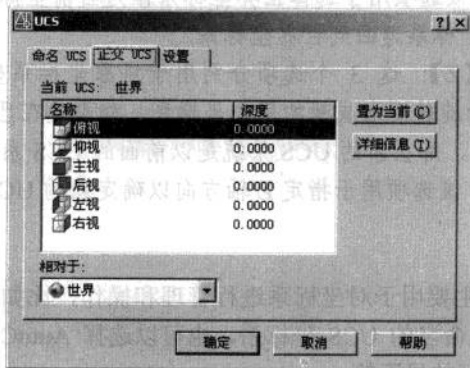 UCS
命名 UCS 正交 UCS 设置
当前 UCS: 世界
名称 深度
俯视 0.0000
仰视 0.0000
主视 0.0000
后视 0.0000
左视 0.0000
右视 0.0000
置为当前(C)
详细信息(T)
相对于:
世界
确定 取消 帮助